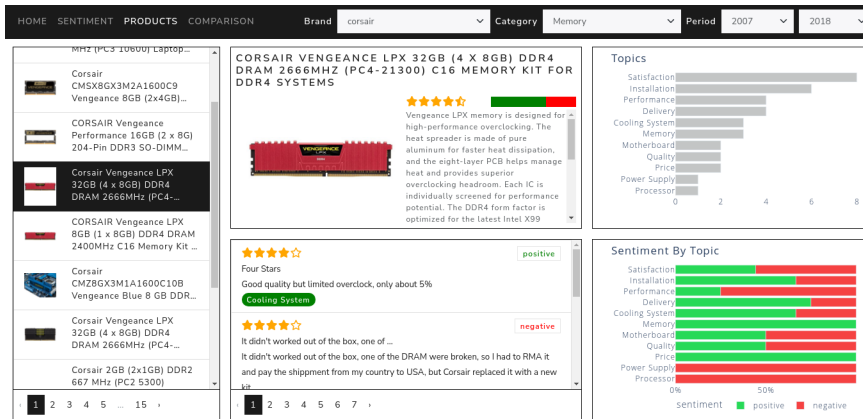 HOME SENTIMENT PRODUCTS COMPARISON Brand corsair Category Memory Period 2007 2018
MHz (PC3 10600) Laptop...
Corsair
CMSX8GX3M2A1600C9
Vengeance 8GB (2x4GB)...
CORSAIR Vengeance
Performance 16GB (2 x 8G)
204-Pin DDR3 SO-DIMM...
Corsair Vengeance LPX
32GB (4 x 8GB) DDR4
DRAM 2666MHz (PC4-...
CORSAIR Vengeance LPX
8GB (1 x 8GB) DDR4 DRAM
2400MHz C16 Memory Kit ...
Corsair
CMZ8GX3M1A1600C10B
Vengeance Blue 8 GB DDR...
Corsair Vengeance LPX
32GB (4 x 8GB) DDR4
DRAM 2666MHz (PC4-...
Corsair 2GB (2x1GB) DDR2
667 MHz (PC2 5300)
‹ 1 2 3 4 5 ... 15 ›
CORSAIR VENGEANCE LPX 32GB (4 X 8GB) DDR4
DRAM 2666MHZ (PC4-21300) C16 MEMORY KIT FOR
DDR4 SYSTEMS
VENGEANCE
LPX
Vengeance LPX memory is designed for
high-performance overclocking. The
heat spreader is made of pure
aluminum for faster heat dissipation,
and the eight-layer PCB helps manage
heat and provides superior
overclocking headroom. Each IC is
individually screened for performance
potential. The DDR4 form factor is
optimized for the latest Intel X99
positive
Four Stars
Good quality but limited overclock, only about 5%
Cooling System
negative
It didn't worked out of the box, one of ...
It didn't worked out of the box, one of the DRAM were broken, so I had to RMA it
and pay the shippment from my country to USA, but Corsair replaced it with a new
kit
‹ 1 2 3 4 5 6 7 ›
Topics
Satisfaction
Installation
Performance
Delivery
Cooling System
Memory
Motherboard
Quality
Price
Power Supply
Processor
0 2 4 6 8
Sentiment By Topic
Satisfaction
Installation
Performance
Delivery
Cooling System
Memory
Motherboard
Quality
Price
Power Supply
Processor
0% 50%
sentiment positive negative